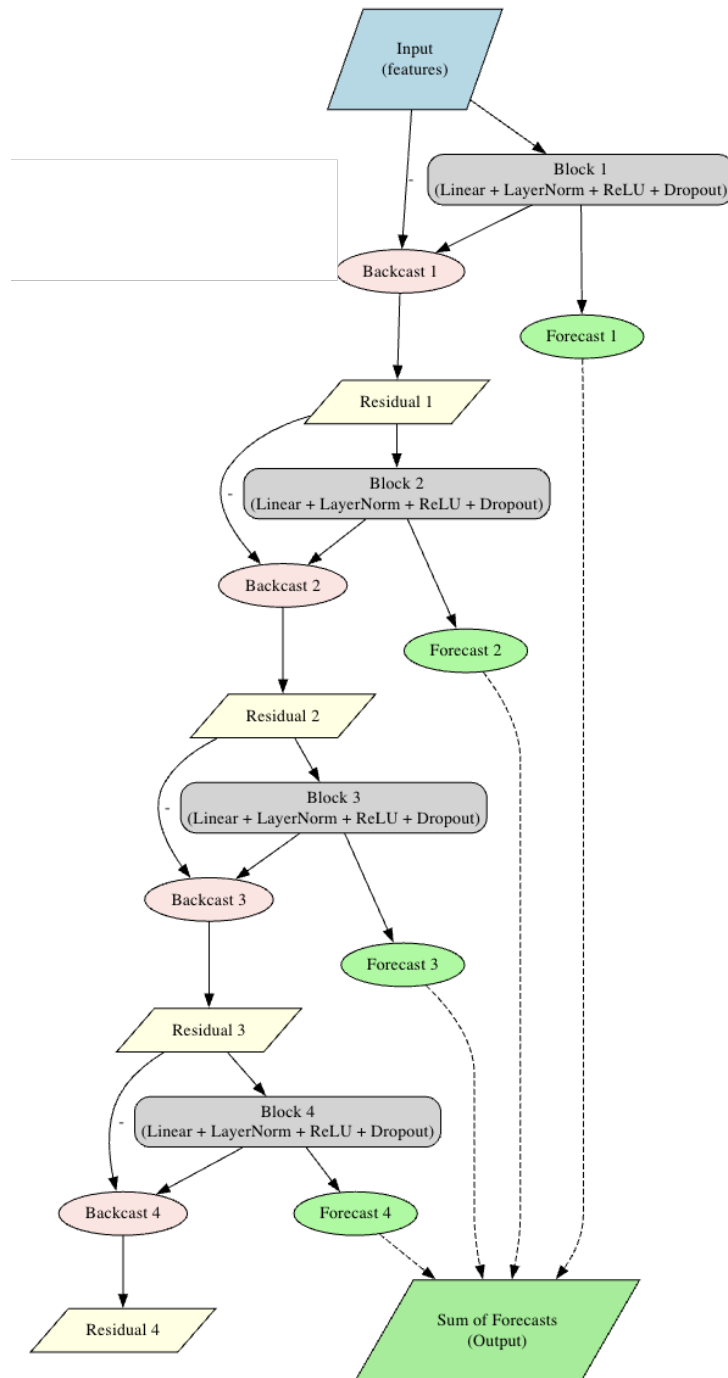 Input
(features)
Block 1
(Linear + LayerNorm + ReLU + Dropout)
-
Backcast 1
Forecast 1
Residual 1
Block 2
(Linear + LayerNorm + ReLU + Dropout)
-
Backcast 2
Forecast 2
Residual 2
Block 3
(Linear + LayerNorm + ReLU + Dropout)
-
Backcast 3
Forecast 3
Residual 3
Block 4
(Linear + LayerNorm + ReLU + Dropout)
-
Backcast 4
Forecast 4
Residual 4
Sum of Forecasts
(Output)